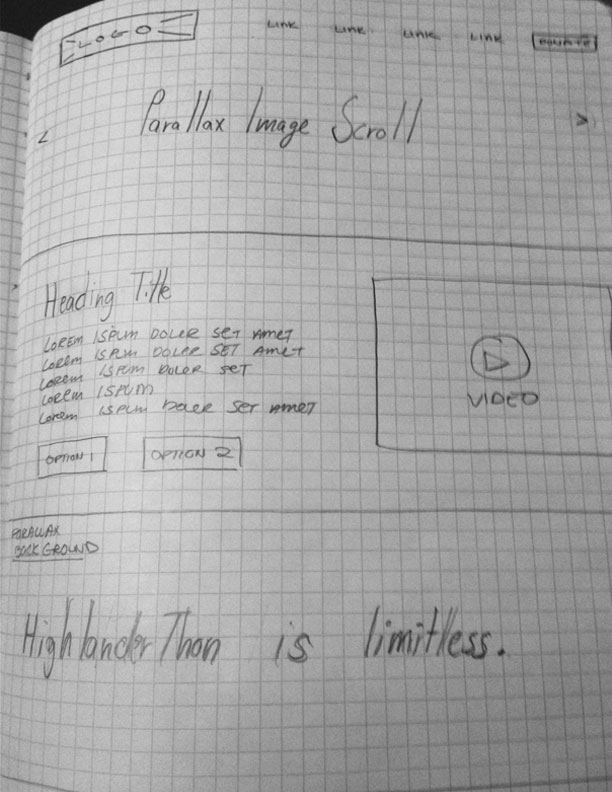 LOGO
LINK LINK LINK LINK DONATE
< Parallax Image Scroll >
Heading Title
LOREM ISPUM DOLER SET AMET
LOREM ISPUM DOLER SET AMET
LOREM ISPUM DOLER SET
LOREM ISPUM
LOREM ISPUM DOLER SET AMET
OPTION 1 OPTION 2
VIDEO
PARALLAX
BACKGROUND
HighlanderThon is limitless.